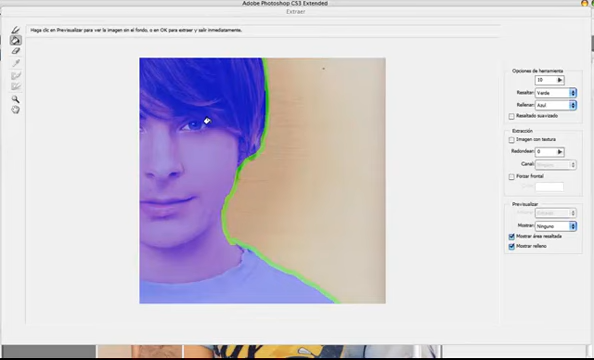 Adobe Photoshop CS3 Extended
Extraer
Haga clic en Previsualizar para ver la imagen en el fondo, o en OK para extraer y salir inmediatamente.
Opciones de herramienta
10
Resaltar: Verde
Rellenar: Azul
Resaltado suavizado
Extracción
Imagen con textura
Redondear: 0
Canal:
Forzar frontal
Previsualizar
Mostrar: Ninguno
Mostrar área resaltada
Mostrar relleno